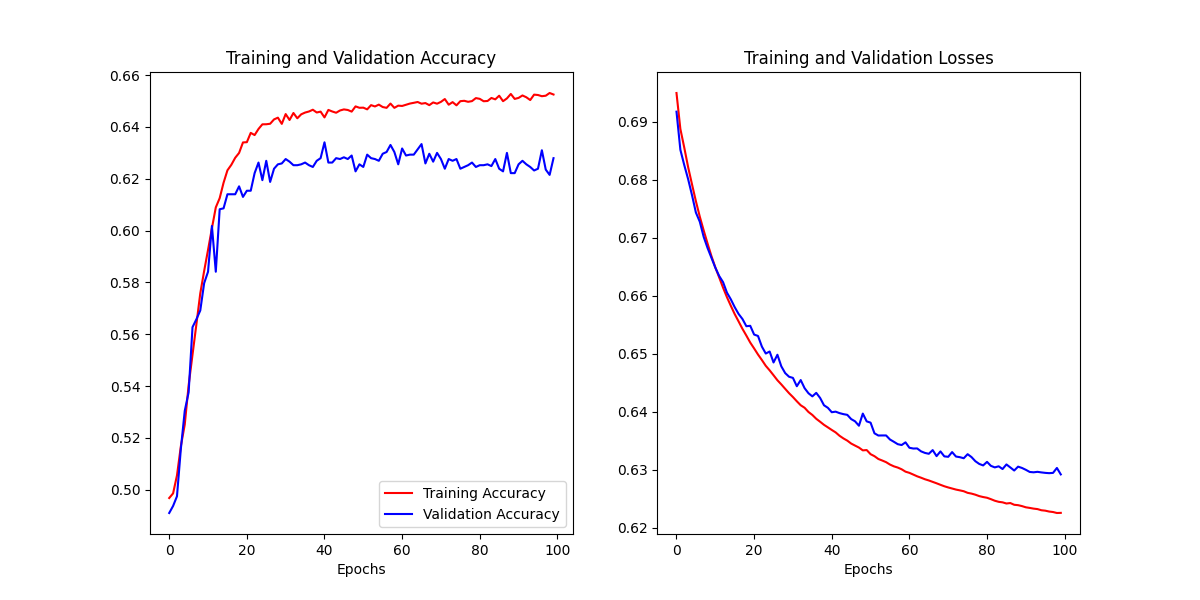 Training and Validation Accuracy
0.66
0.64
0.62
0.60
0.58
0.56
0.54
0.52
0.50
0 20 40 60 80 100
Epochs
Training Accuracy
Validation Accuracy
Training and Validation Losses
0.69
0.68
0.67
0.66
0.65
0.64
0.63
0.62
0 20 40 60 80 100
Epochs